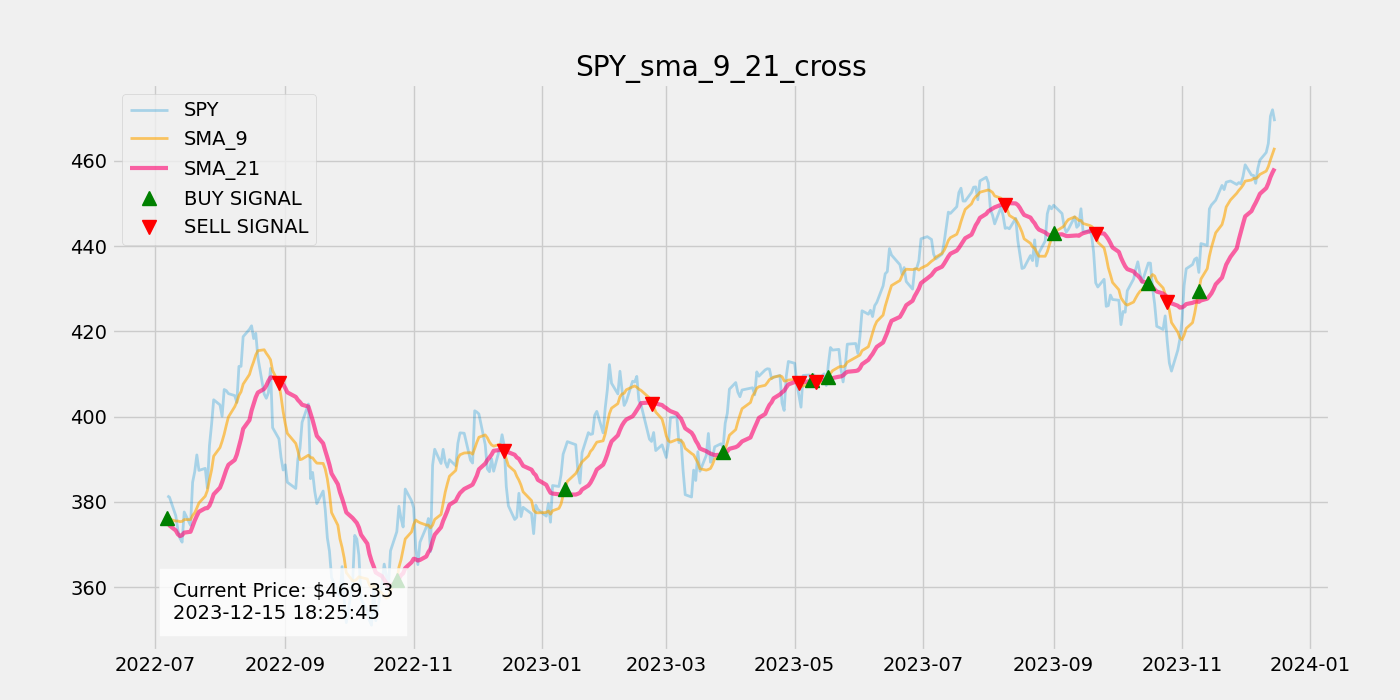 SPY_sma_9_21_cross
SPY
SMA_9
SMA_21
BUY SIGNAL
SELL SIGNAL
460
440
420
400
380
360
Current Price: $469.33
2023-12-15 18:25:45
2022-07 2022-09 2022-11 2023-01 2023-03 2023-05 2023-07 2023-09 2023-11 2024-01